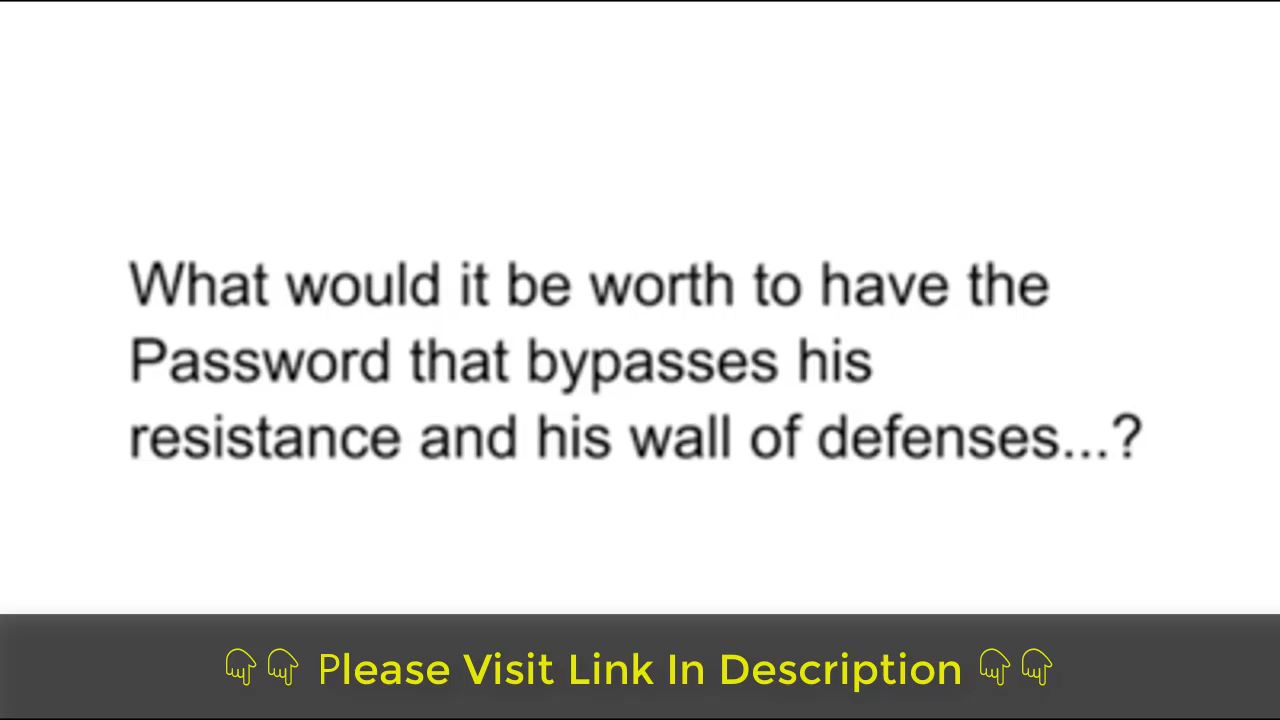 What would it be worth to have the
Password that bypasses his
resistance and his wall of defenses...?
Please Visit Link In Description